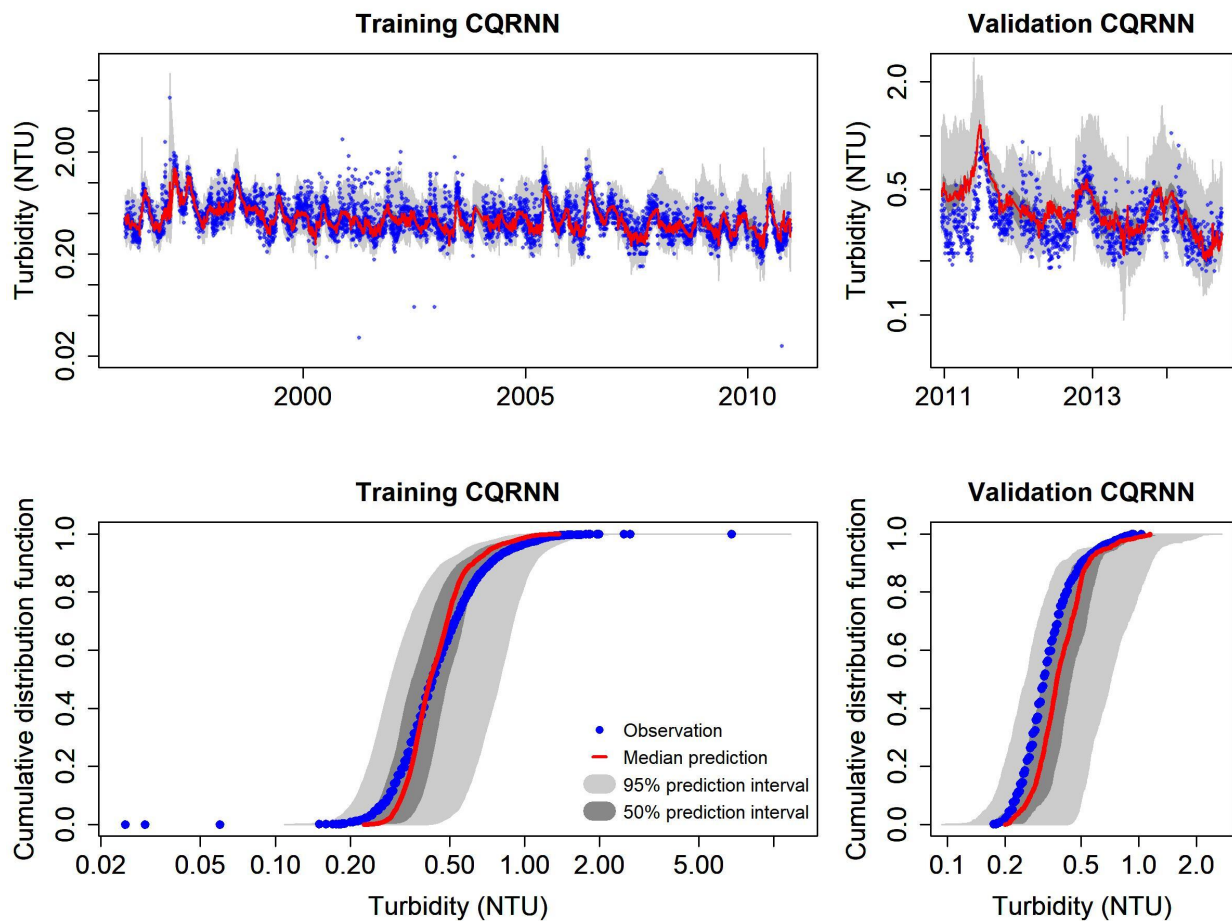 Training CQRNN
Turbidity (NTU)
2.00
0.20
0.02
2000 2005 2010
Validation CQRNN
Turbidity (NTU)
2.0
0.5
0.1
2011 2013
Training CQRNN
Cumulative distribution function
1.0
0.8
0.6
0.4
0.2
0.0
Observation
Median prediction
95% prediction interval
50% prediction interval
0.02 0.05 0.20 0.50 1.00 2.00 5.00
Turbidity (NTU)
Validation CQRNN
Cumulative distribution function
1.0
0.8
0.6
0.4
0.2
0.0
0.1 0.2 0.5 1.0 2.0
Turbidity (NTU)